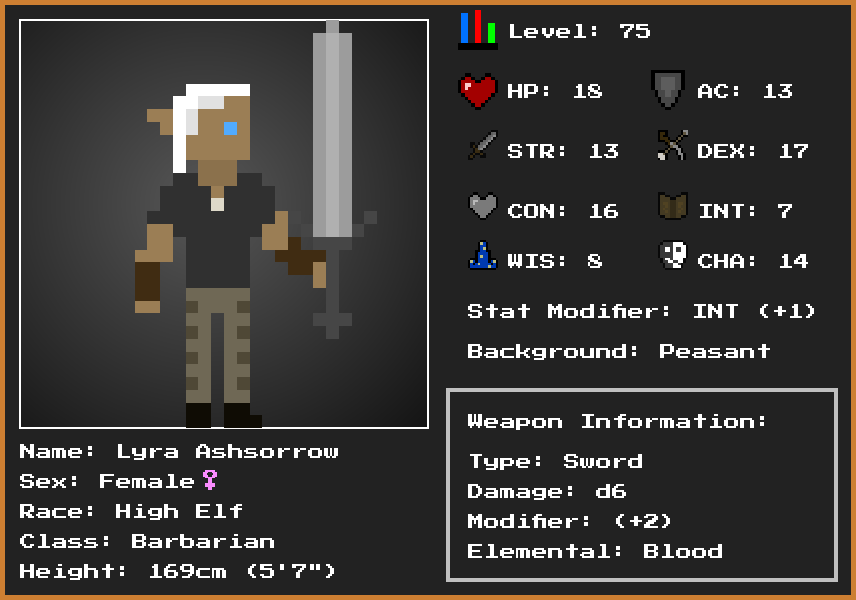 Level: 75
HP: 18 AC: 13
STR: 13 DEX: 17
CON: 16 INT: 7
WIS: 8 CHA: 14
Stat Modifier: INT (+1)
Background: Peasant
Weapon Information:
Type: Sword
Damage: d6
Modifier: (+2)
Elemental: Blood
Name: Lyra Ashsorrow
Sex: Female♀
Race: High Elf
Class: Barbarian
Height: 169cm (5'7")